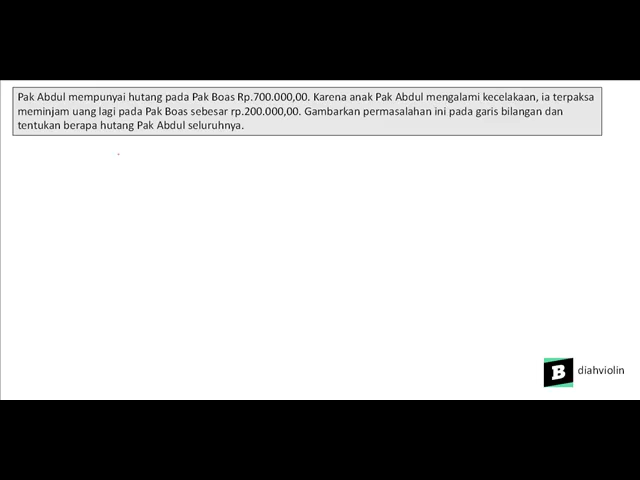 Pak Abdul mempunyai hutang pada Pak Boas Rp.700.000,00. Karena anak Pak Abdul mengalami kecelakaan, ia terpaksa
meminjam uang lagi pada Pak Boas sebesar rp.200.000,00. Gambarkan permasalahan ini pada garis bilangan dan
tentukan berapa hutang Pak Abdul seluruhnya.
B diahviolin